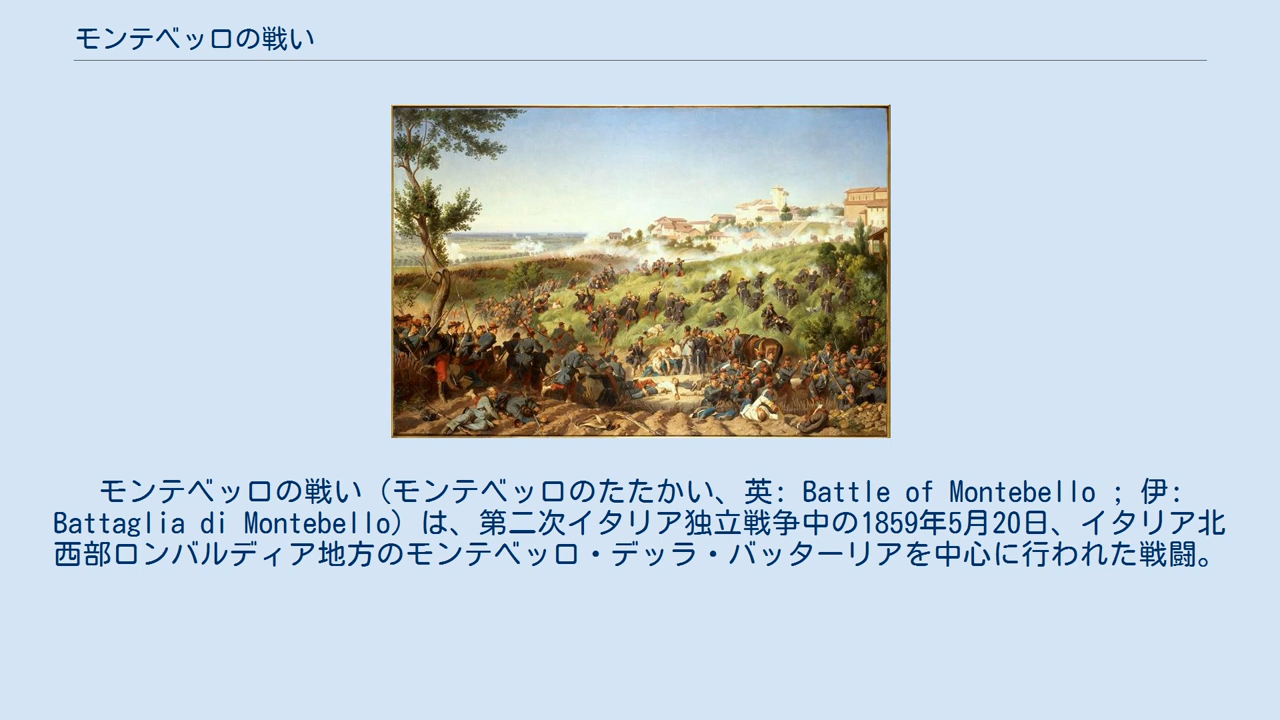 モンテベッロの戦い
モンテベッロの戦い（モンテベッロのたたかい、英: Battle of Montebello ; 伊:
Battaglia di Montebello）は、第二次イタリア独立戦争中の1859年5月20日、イタリア北
西部ロンバルディア地方のモンテベッロ・デッラ・バッターリアを中心に行われた戦闘。